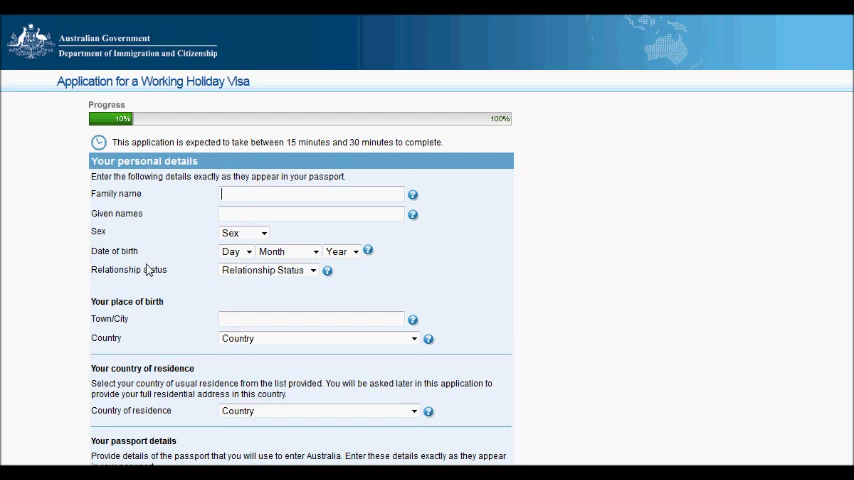 Australian Government
Department of Immigration and Citizenship
Application for a Working Holiday Visa
Progress
10% 100%
This application is expected to take between 15 minutes and 30 minutes to complete.
Your personal details
Enter the following details exactly as they appear in your passport.
Family name
Given names
Sex Sex
Date of birth Day Month Year
Relationship status Relationship Status
Your place of birth
Town/City
Country Country
Your country of residence
Select your country of usual residence from the list provided. You will be asked later in this application to
provide your full residential address in this country.
Country of residence Country
Your passport details
Provide details of the passport that you will use to enter Australia. Enter these details exactly as they appear
in your passport.